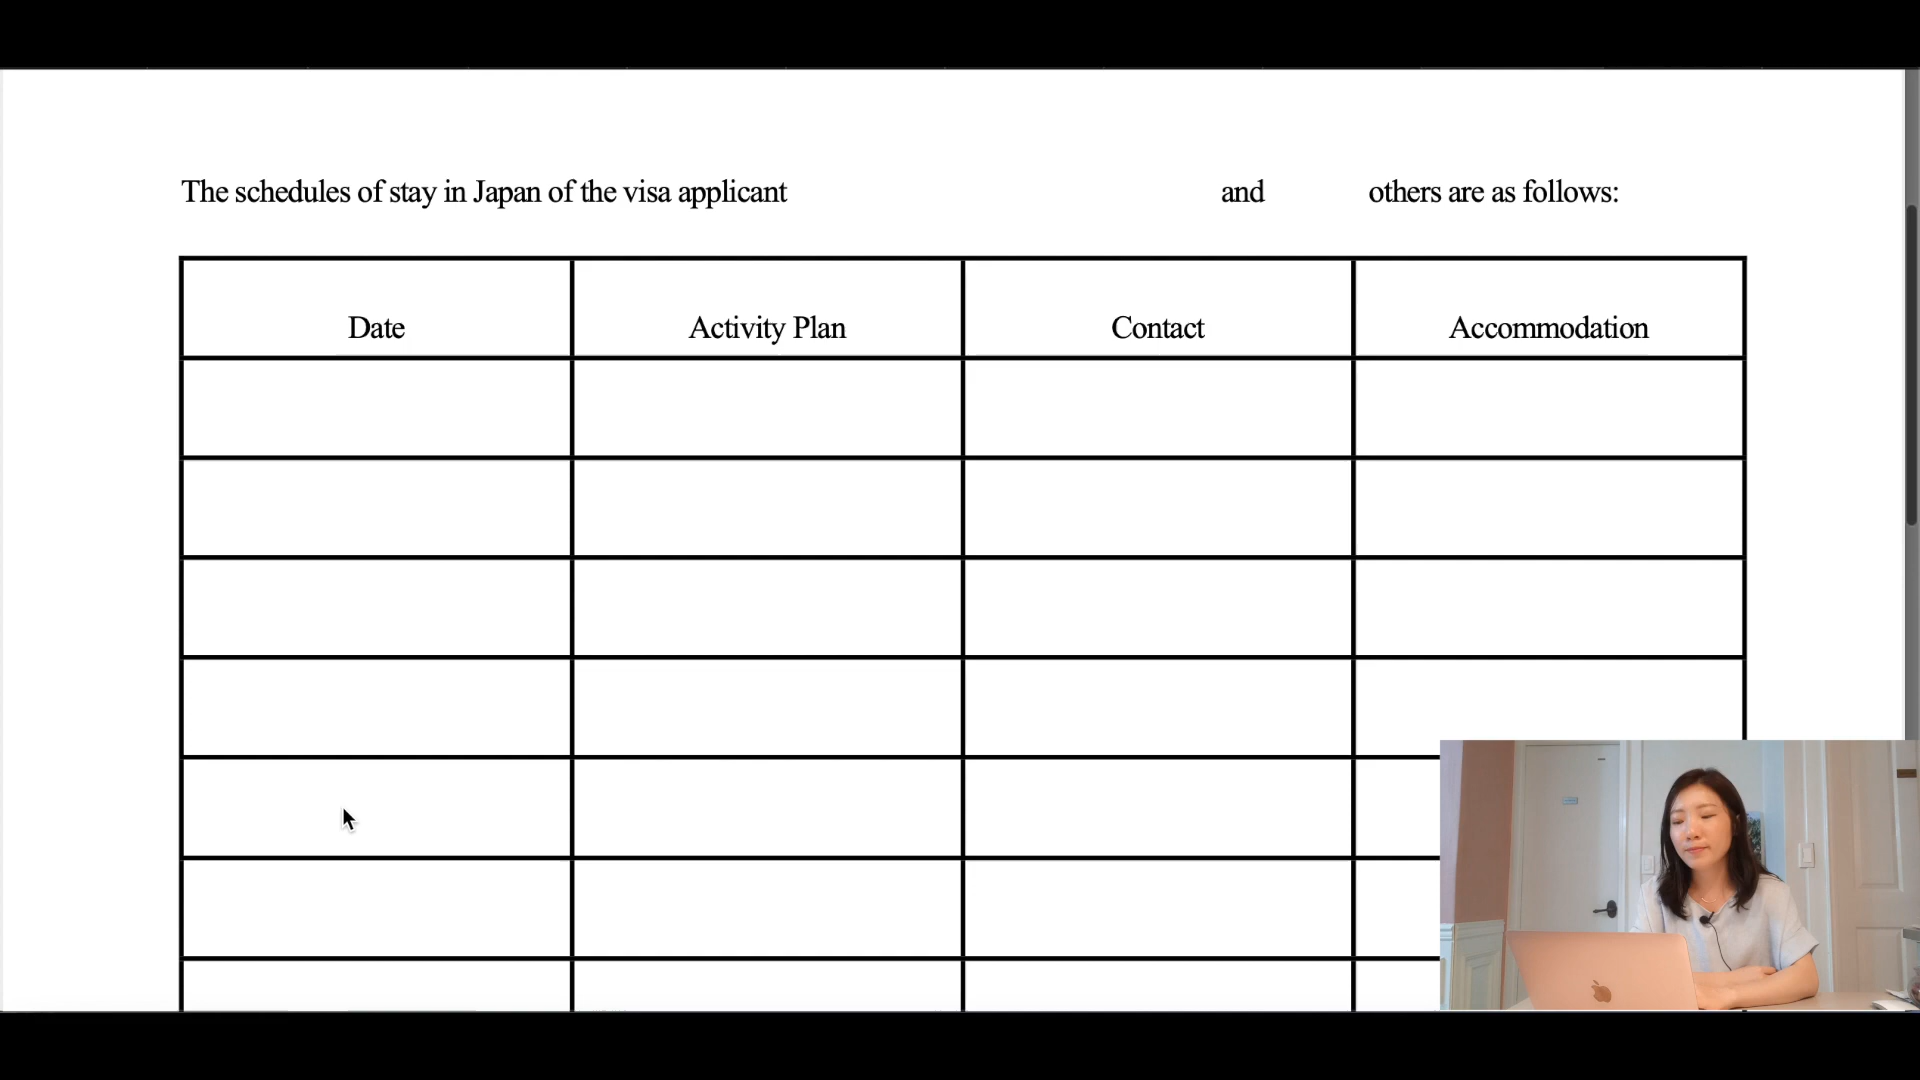 The schedules of stay in Japan of the visa applicant and others are as follows:
Date Activity Plan Contact Accommodation